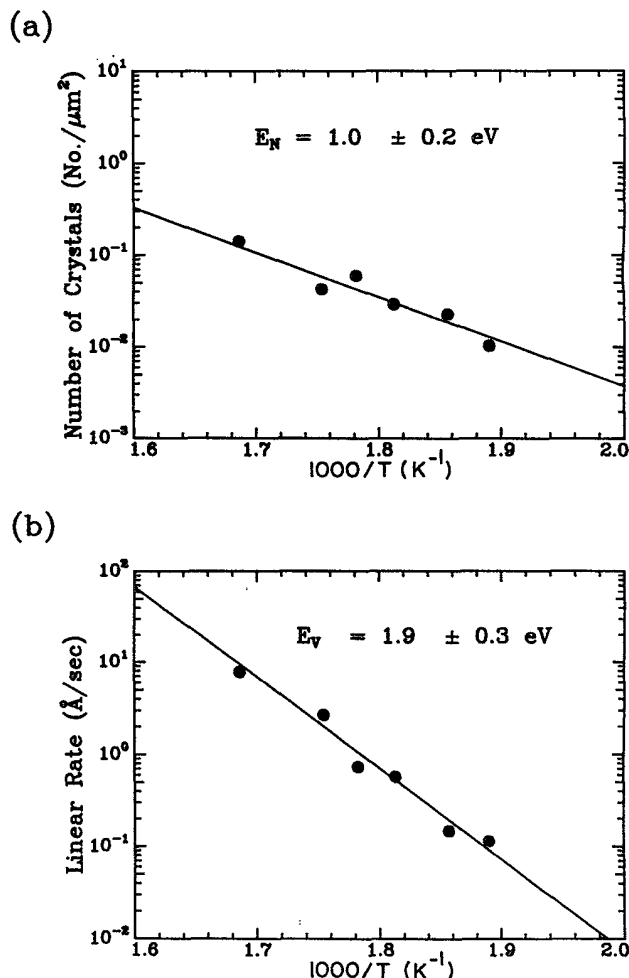 (a)
Number of Crystals (No./μm²)
10¹
10⁰
10⁻¹
10⁻²
10⁻³
E_N = 1.0 ± 0.2 eV
1.6 1.7 1.8 1.9 2.0
1000/T (K⁻¹)
(b)
Linear Rate (Å/sec)
10²
10¹
10⁰
10⁻¹
10⁻²
E_V = 1.9 ± 0.3 eV
1.6 1.7 1.8 1.9 2.0
1000/T (K⁻¹)